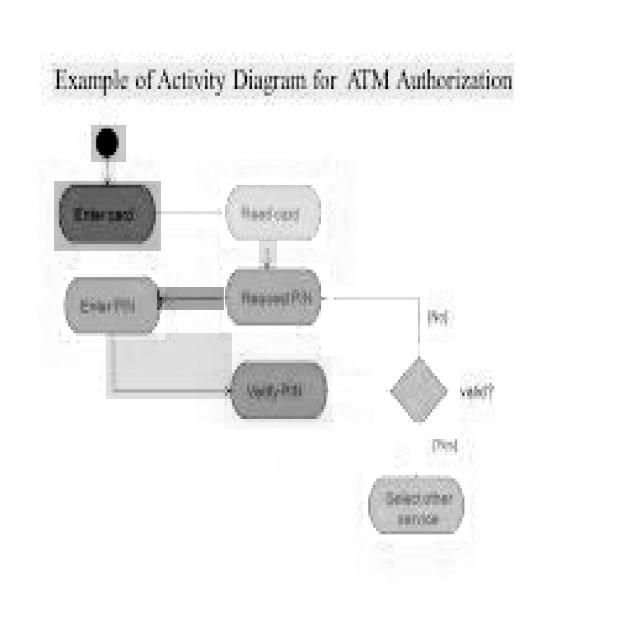 Example of Activity Diagram for ATM Authorization
Enter card
Read card
Enter PIN
Request PIN
[No]
Verify PIN
valid?
[Yes]
Select other
service